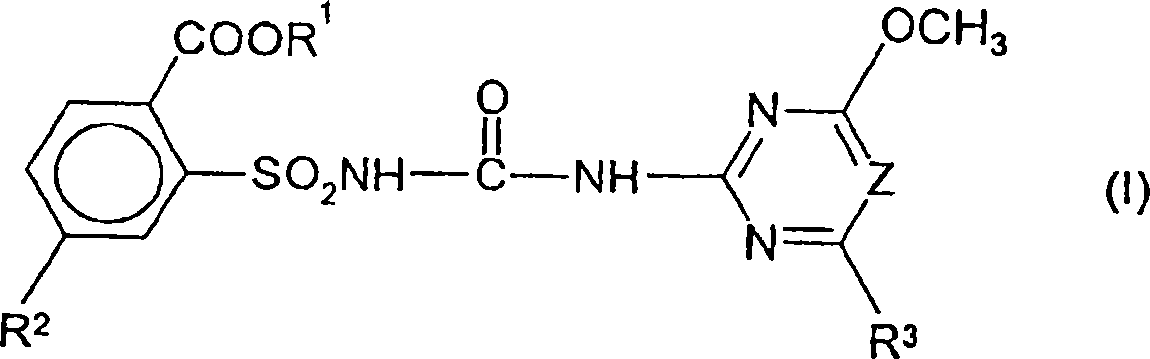 COOR¹
OCH₃
O
N
SO₂NH
C
NH
Z
(I)
N
R²
R³